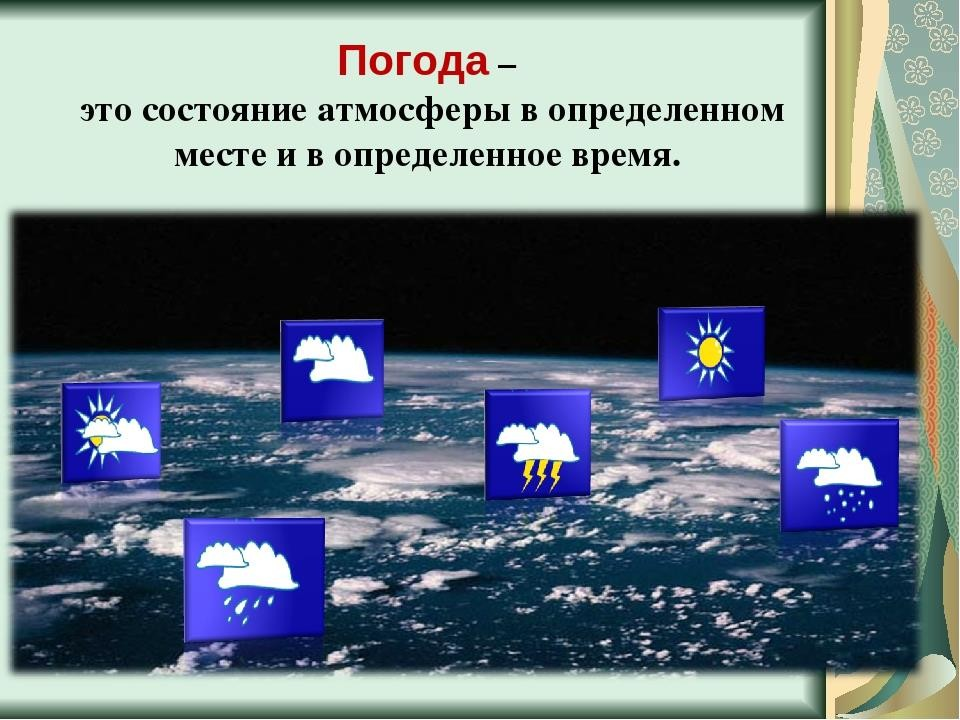 Погода –
это состояние атмосферы в определенном
месте и в определенное время.